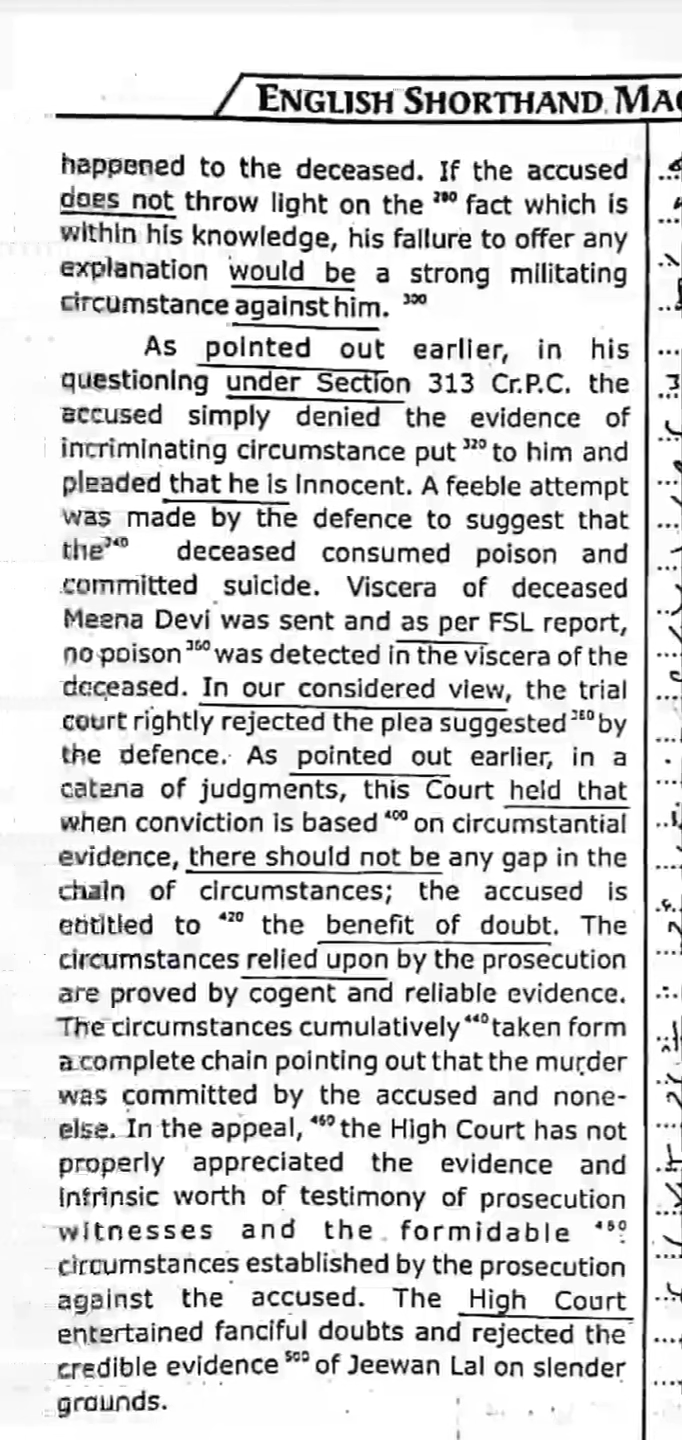 ENGLISH SHORTHAND MA
happened to the deceased. If the accused
does not throw light on the 280 fact which is
within his knowledge, his failure to offer any
explanation would be a strong militating
circumstance against him. 300
As pointed out earlier, in his
questioning under Section 313 Cr.P.C. the
accused simply denied the evidence of
incriminating circumstance put 320 to him and
pleaded that he is innocent. A feeble attempt
was made by the defence to suggest that
the 340 deceased consumed poison and
committed suicide. Viscera of deceased
Meena Devi was sent and as per FSL report,
no poison 360 was detected in the viscera of the
deceased. In our considered view, the trial
court rightly rejected the plea suggested 380 by
the defence. As pointed out earlier, in a
catena of judgments, this Court held that
when conviction is based 400 on circumstantial
evidence, there should not be any gap in the
chain of circumstances; the accused is
entitled to 420 the benefit of doubt. The
circumstances relied upon by the prosecution
are proved by cogent and reliable evidence.
The circumstances cumulatively 440 taken form
a complete chain pointing out that the murder
was committed by the accused and none-
else. In the appeal, 460 the High Court has not
properly appreciated the evidence and
intrinsic worth of testimony of prosecution
witnesses and the formidable 480
circumstances established by the prosecution
against the accused. The High Court
entertained fanciful doubts and rejected the
credible evidence 500 of Jeewan Lal on slender
grounds.